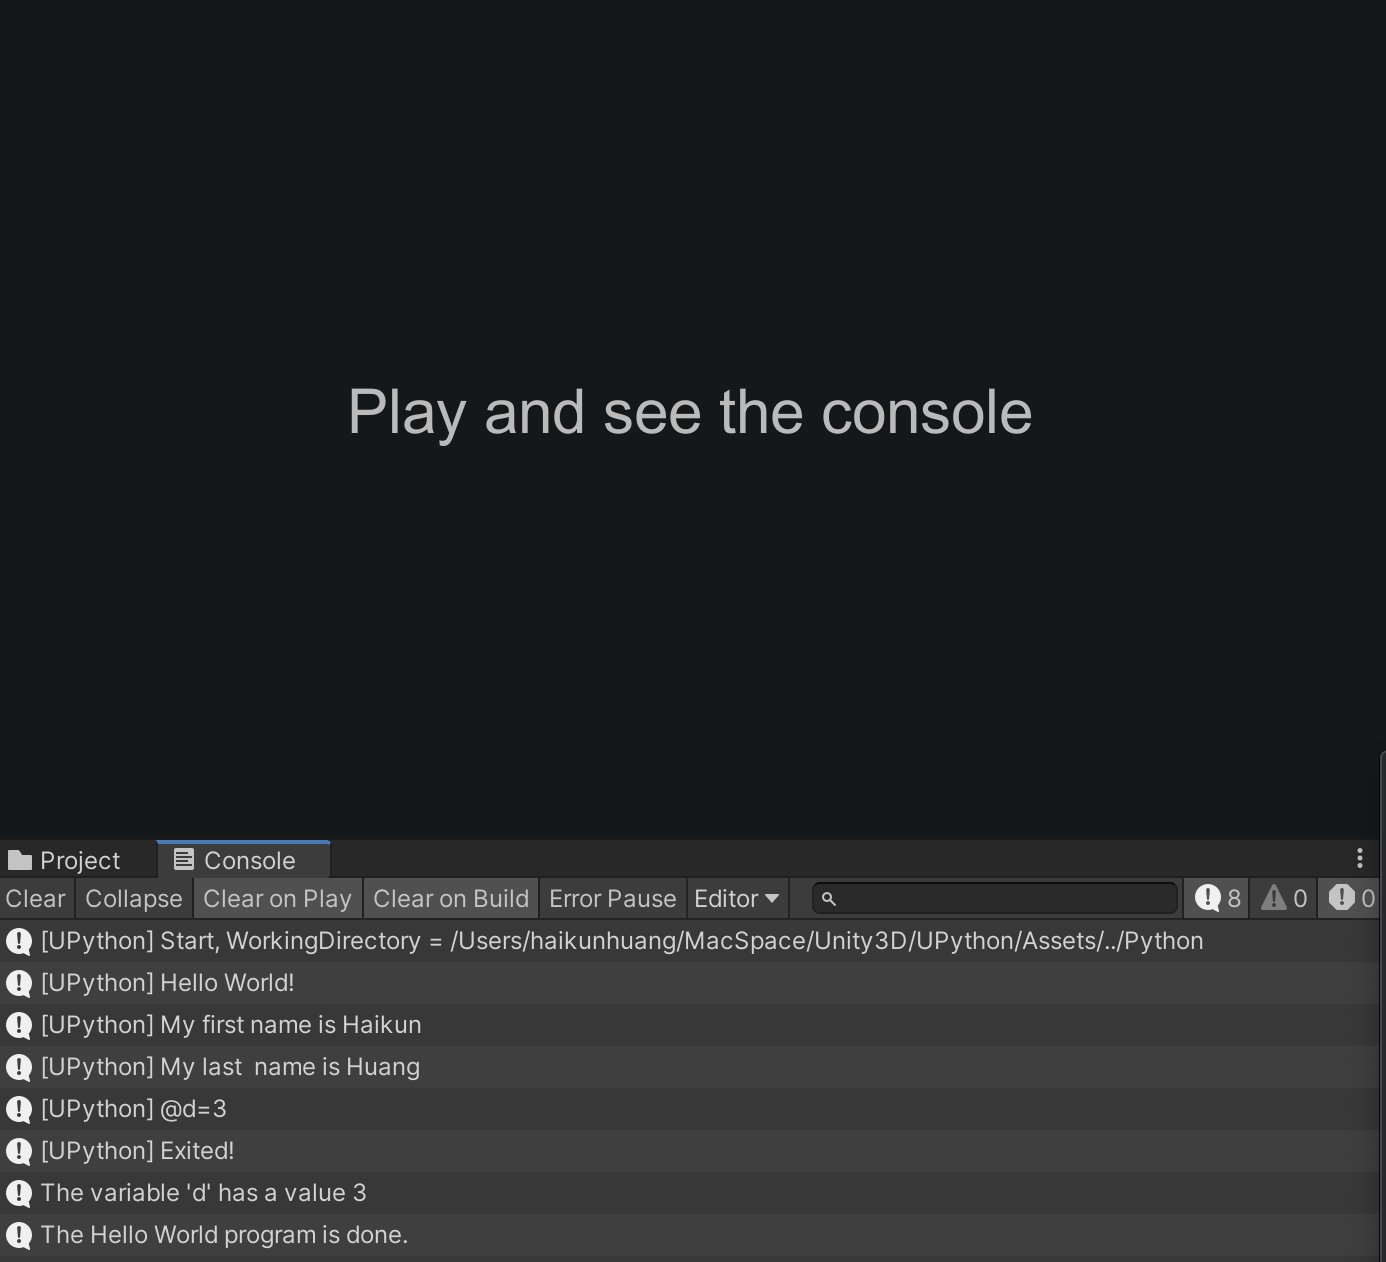 Play and see the console
Project Console
Clear Collapse Clear on Play Clear on Build Error Pause Editor 8 0 0
[UPython] Start, WorkingDirectory = /Users/haikunhuang/MacSpace/Unity3D/UPython/Assets/../Python
[UPython] Hello World!
[UPython] My first name is Haikun
[UPython] My last  name is Huang
[UPython] @d=3
[UPython] Exited!
The variable 'd' has a value 3
The Hello World program is done.